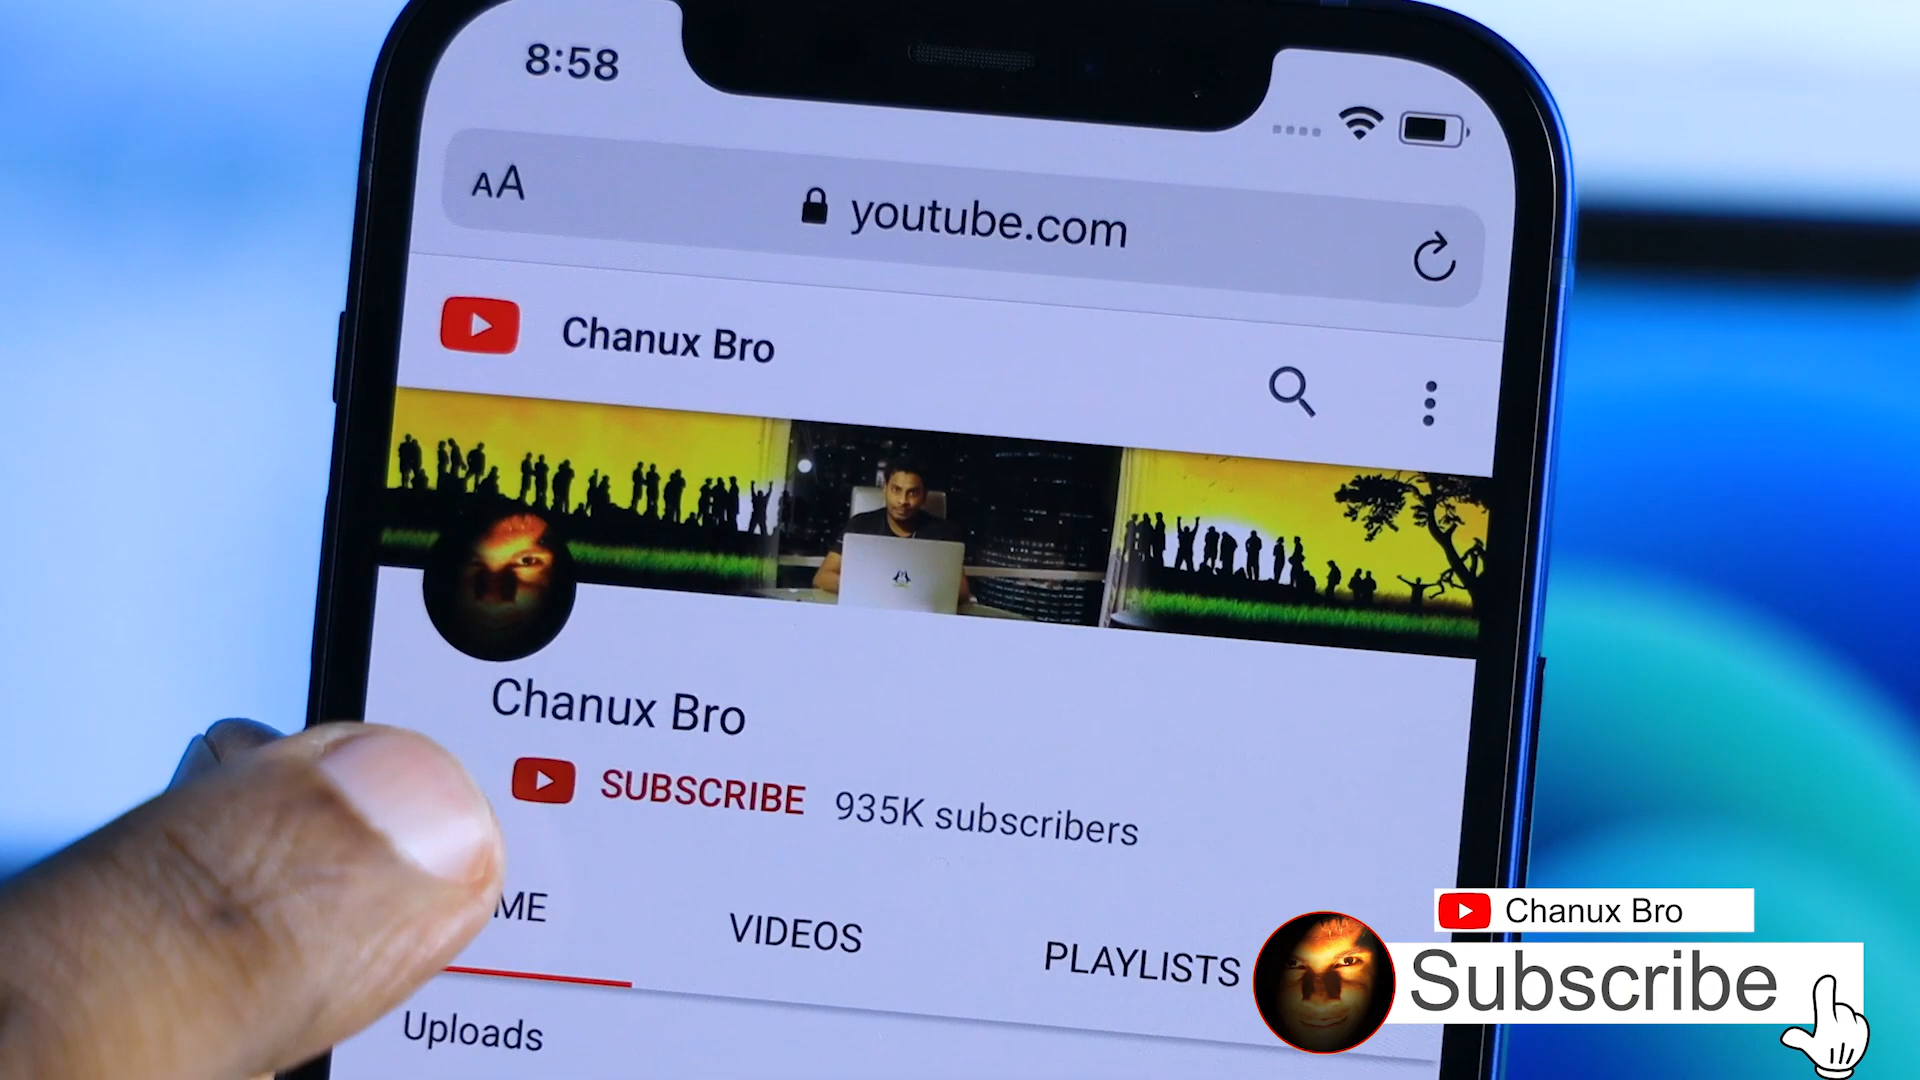 8:58
AA
youtube.com
Chanux Bro
Chanux Bro
SUBSCRIBE 935K subscribers
ME
VIDEOS
PLAYLISTS
Uploads
Chanux Bro
Subscribe